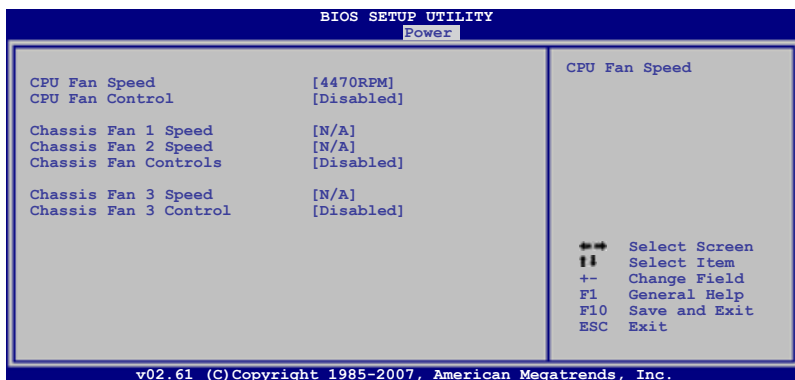 BIOS SETUP UTILITY
Power
CPU Fan Speed [4470RPM]
CPU Fan Control [Disabled]
Chassis Fan 1 Speed [N/A]
Chassis Fan 2 Speed [N/A]
Chassis Fan Controls [Disabled]
Chassis Fan 3 Speed [N/A]
Chassis Fan 3 Control [Disabled]
CPU Fan Speed
←→ Select Screen
↑↓ Select Item
+- Change Field
F1 General Help
F10 Save and Exit
ESC Exit
v02.61 (C)Copyright 1985-2007, American Megatrends, Inc.